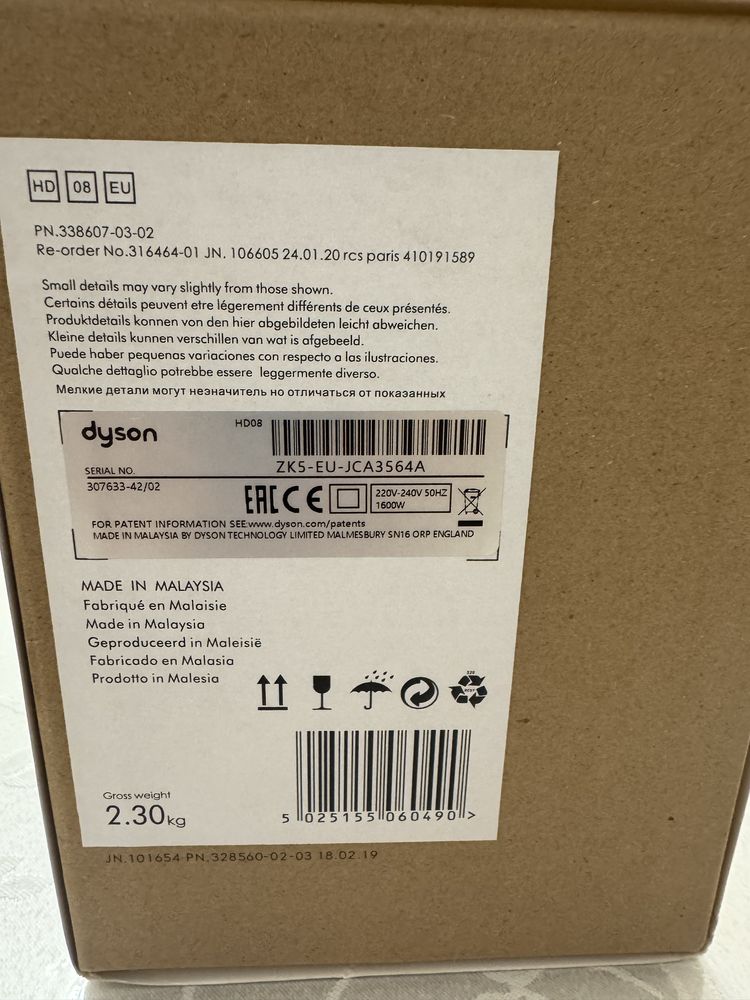 HD 08 EU
PN.338607-03-02
Re-order No.316464-01 JN. 106605 24.01.20 rcs paris 410191589
Small details may vary slightly from those shown.
Certains détails peuvent etre légerement différents de ceux présentés.
Produktdetails konnen von den hier abgebildeten leicht abweichen.
Kleine details kunnen verschillen van wat is afgebeeld.
Puede haber pequenas variaciones con respecto a las ilustraciones.
Qualche dettaglio potrebbe essere leggermente diverso.
Мелкие детали могут незначитель но отличаться от показанных
dyson HD08
ZK5-EU-JCA3564A
SERIAL NO.
307633-42/02
EAC CE 220V-240V 50HZ
1600W
FOR PATENT INFORMATION SEE:www.dyson.com/patents
MADE IN MALAYSIA BY DYSON TECHNOLOGY LIMITED MALMESBURY SN16 ORP ENGLAND
MADE IN MALAYSIA
Fabriqué en Malaisie
Made in Malaysia
Geproduceerd in Maleisië
Fabricado en Malasia
Prodotto in Malesia
Gross weight
2.30kg
5 025155 060490 >
JN.101654 PN.328560-02-03 18.02.19